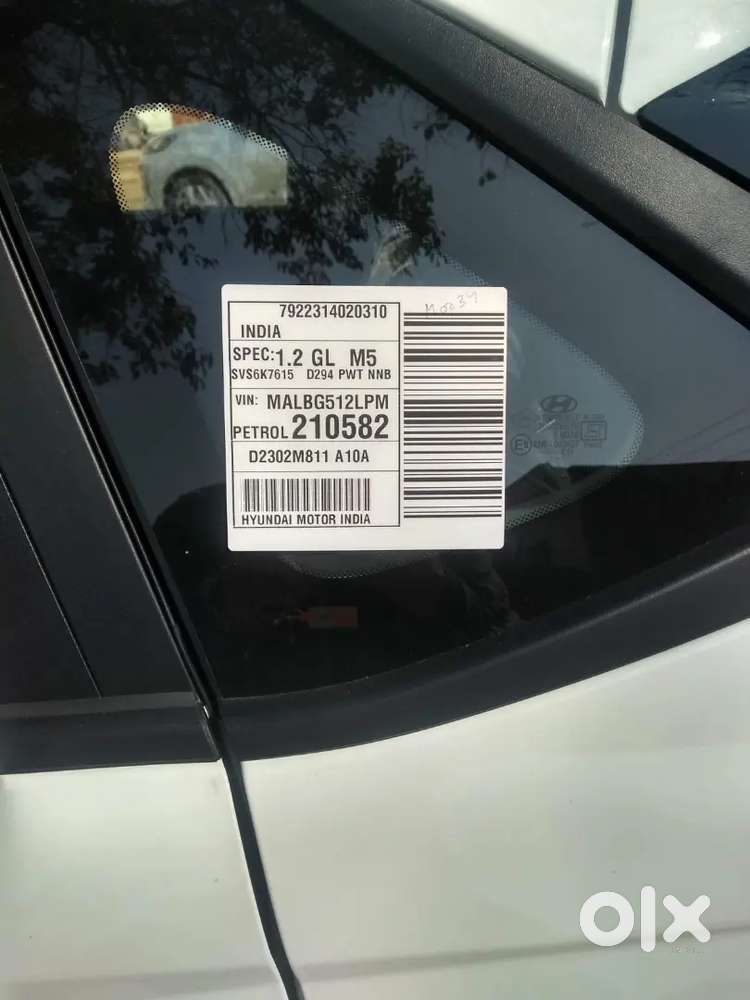 7922314020310
INDIA
SPEC: 1.2 GL M5
SVS6K7615 D294 PWT NNB
VIN: MALBG512LPM
PETROL 210582
D2302M811 A10A
HYUNDAI MOTOR INDIA
M0034
olx